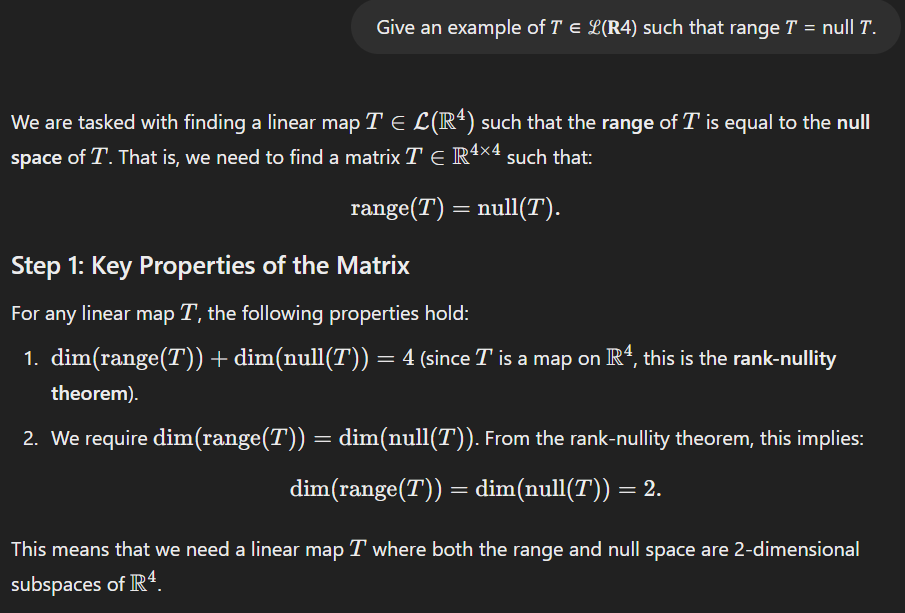 Give an example of T ∈ ℒ(R4) such that range T = null T.
We are tasked with finding a linear map T ∈ ℒ(ℝ⁴) such that the range of T is equal to the null
space of T. That is, we need to find a matrix T ∈ ℝ⁴ˣ⁴ such that:
range(T) = null(T).
Step 1: Key Properties of the Matrix
For any linear map T, the following properties hold:
1. dim(range(T)) + dim(null(T)) = 4 (since T is a map on ℝ⁴, this is the rank-nullity
theorem).
2. We require dim(range(T)) = dim(null(T)). From the rank-nullity theorem, this implies:
dim(range(T)) = dim(null(T)) = 2.
This means that we need a linear map T where both the range and null space are 2-dimensional
subspaces of ℝ⁴.